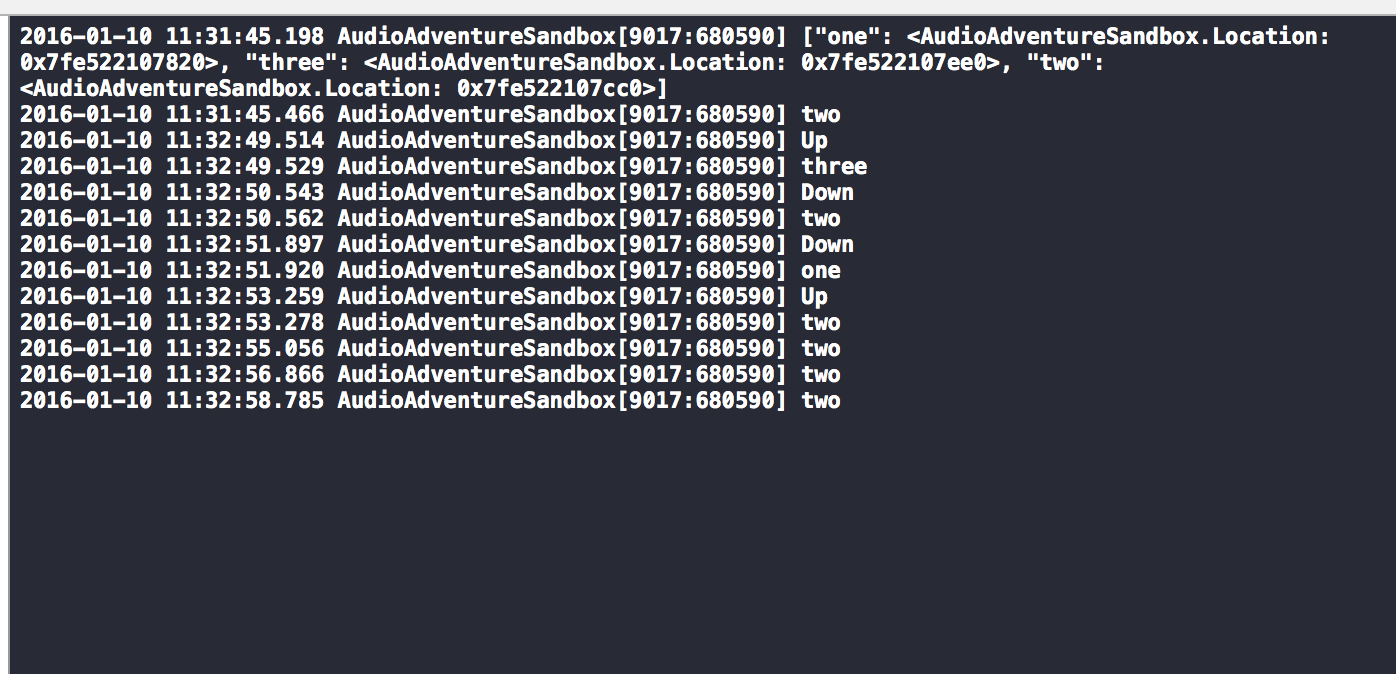 2016-01-10 11:31:45.198 AudioAdventureSandbox[9017:680590] ["one": <AudioAdventureSandbox.Location:
0x7fe522107820>, "three": <AudioAdventureSandbox.Location: 0x7fe522107ee0>, "two":
<AudioAdventureSandbox.Location: 0x7fe522107cc0>]
2016-01-10 11:31:45.466 AudioAdventureSandbox[9017:680590] two
2016-01-10 11:32:49.514 AudioAdventureSandbox[9017:680590] Up
2016-01-10 11:32:49.529 AudioAdventureSandbox[9017:680590] three
2016-01-10 11:32:50.543 AudioAdventureSandbox[9017:680590] Down
2016-01-10 11:32:50.562 AudioAdventureSandbox[9017:680590] two
2016-01-10 11:32:51.897 AudioAdventureSandbox[9017:680590] Down
2016-01-10 11:32:51.920 AudioAdventureSandbox[9017:680590] one
2016-01-10 11:32:53.259 AudioAdventureSandbox[9017:680590] Up
2016-01-10 11:32:53.278 AudioAdventureSandbox[9017:680590] two
2016-01-10 11:32:55.056 AudioAdventureSandbox[9017:680590] two
2016-01-10 11:32:56.866 AudioAdventureSandbox[9017:680590] two
2016-01-10 11:32:58.785 AudioAdventureSandbox[9017:680590] two